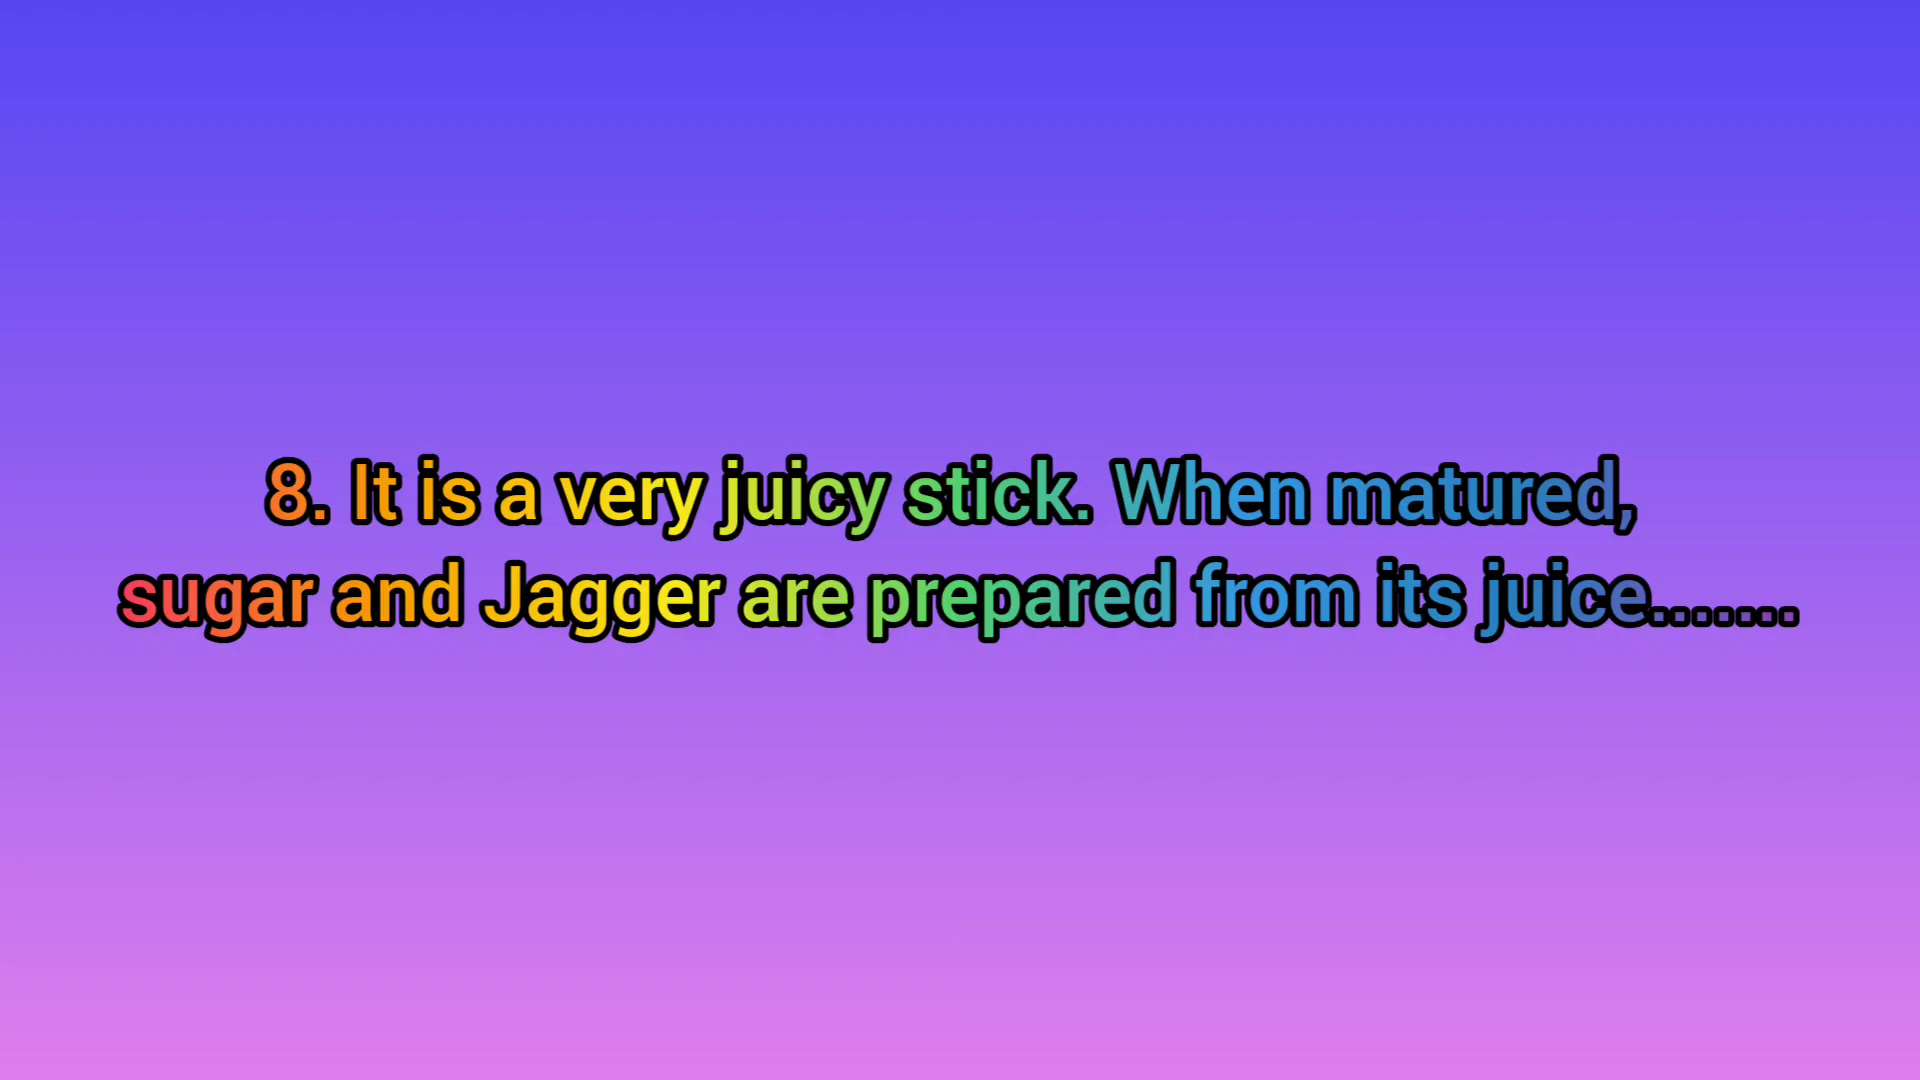 8. It is a very juicy stick. When matured,
sugar and Jagger are prepared from its juice.......